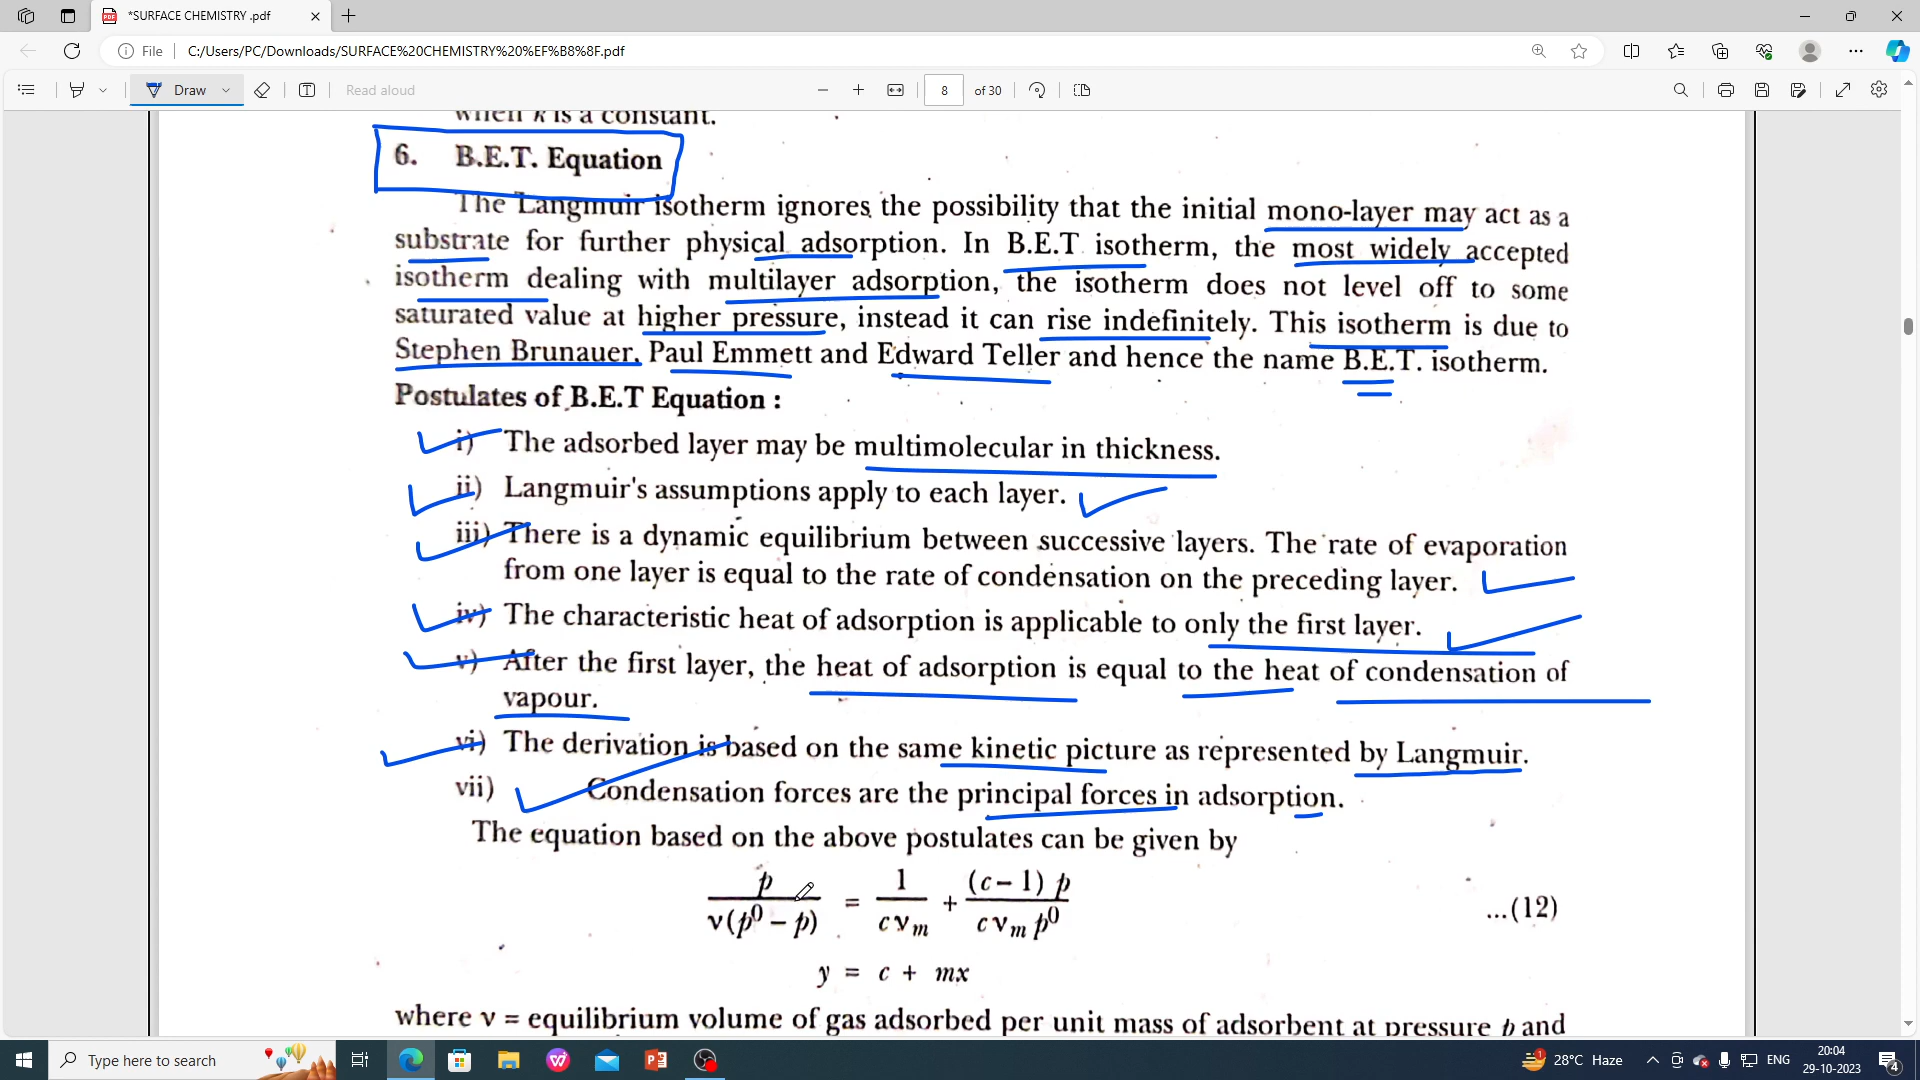 *SURFACE CHEMISTRY .pdf
File C:/Users/PC/Downloads/SURFACE%20CHEMISTRY%20%EF%B8%8F.pdf
Draw Read aloud 8 of 30
when k is a constant.
6. B.E.T. Equation
The Langmuir isotherm ignores the possibility that the initial mono-layer may act as a
substrate for further physical adsorption. In B.E.T isotherm, the most widely accepted
isotherm dealing with multilayer adsorption, the isotherm does not level off to some
saturated value at higher pressure, instead it can rise indefinitely. This isotherm is due to
Stephen Brunauer, Paul Emmett and Edward Teller and hence the name B.E.T. isotherm.
Postulates of B.E.T Equation :
i) The adsorbed layer may be multimolecular in thickness.
ii) Langmuir's assumptions apply to each layer.
iii) There is a dynamic equilibrium between successive layers. The rate of evaporation
from one layer is equal to the rate of condensation on the preceding layer.
iv) The characteristic heat of adsorption is applicable to only the first layer.
v) After the first layer, the heat of adsorption is equal to the heat of condensation of
vapour.
vi) The derivation is based on the same kinetic picture as represented by Langmuir.
vii) Condensation forces are the principal forces in adsorption.
The equation based on the above postulates can be given by
p / v(p⁰ – p) = 1 / cvₘ + (c – 1) p / cvₘ p⁰ ...(12)
y = c + mx
where v = equilibrium volume of gas adsorbed per unit mass of adsorbent at pressure p and
Type here to search
28°C Haze
ENG
20:04
29-10-2023
4